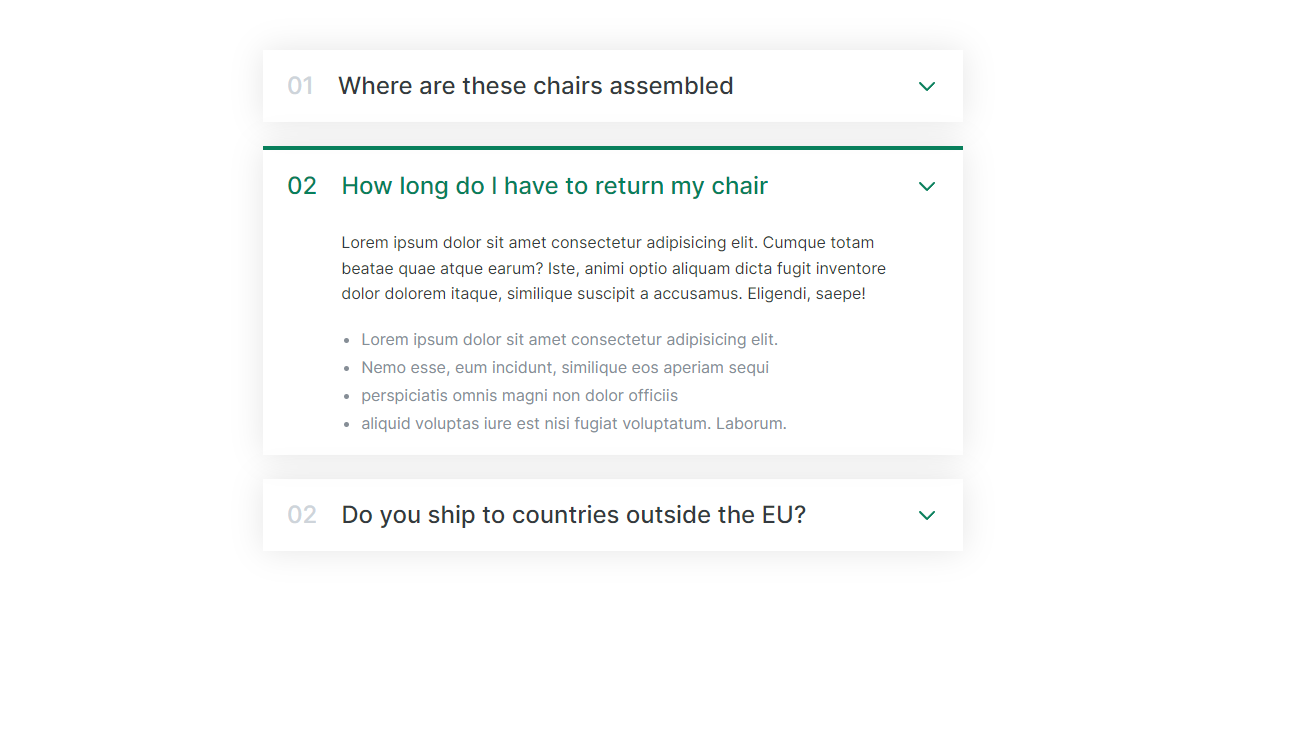 01 Where are these chairs assembled
02 How long do I have to return my chair
Lorem ipsum dolor sit amet consectetur adipisicing elit. Cumque totam
beatae quae atque earum? Iste, animi optio aliquam dicta fugit inventore
dolor dolorem itaque, similique suscipit a accusamus. Eligendi, saepe!
• Lorem ipsum dolor sit amet consectetur adipisicing elit.
• Nemo esse, eum incidunt, similique eos aperiam sequi
• perspiciatis omnis magni non dolor officiis
• aliquid voluptas iure est nisi fugiat voluptatum. Laborum.
02 Do you ship to countries outside the EU?